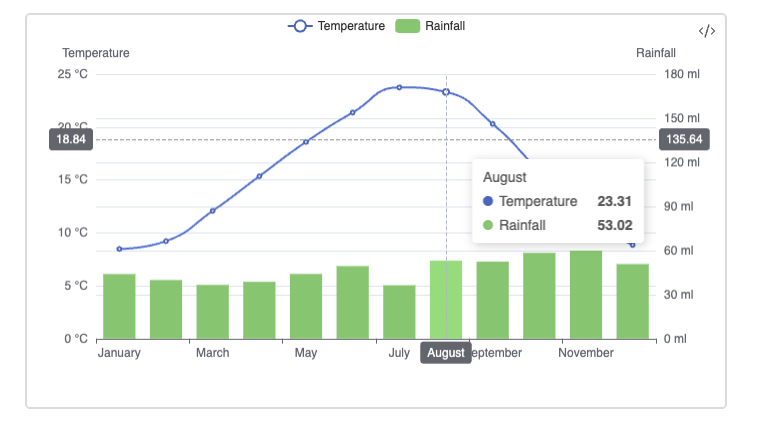 Temperature Rainfall
</>
Temperature Rainfall
25 °C 180 ml
20 °C 150 ml
18.84 135.64
120 ml
15 °C
August
Temperature 23.31
Rainfall 53.02
90 ml
10 °C 60 ml
5 °C 30 ml
0 °C 0 ml
January March May July August eptember November